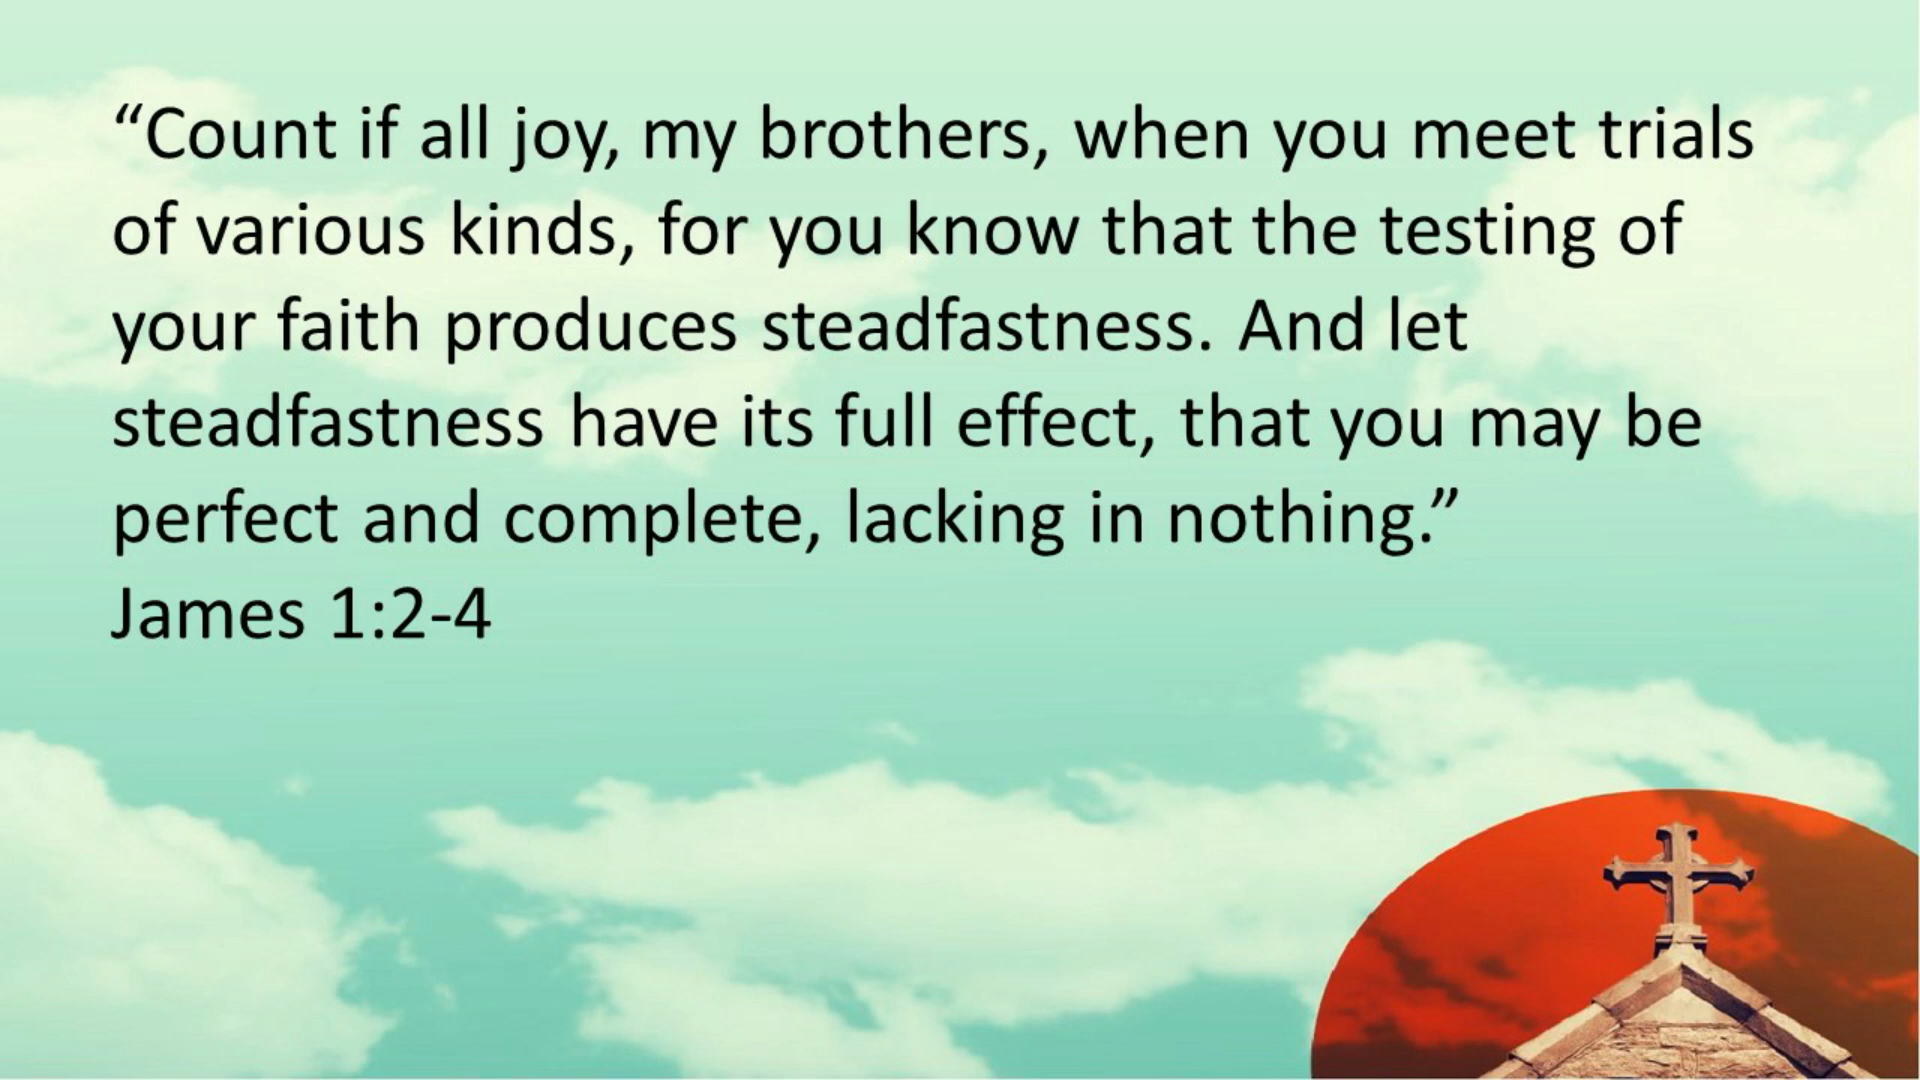 “Count if all joy, my brothers, when you meet trials
of various kinds, for you know that the testing of
your faith produces steadfastness. And let
steadfastness have its full effect, that you may be
perfect and complete, lacking in nothing.”
James 1:2-4